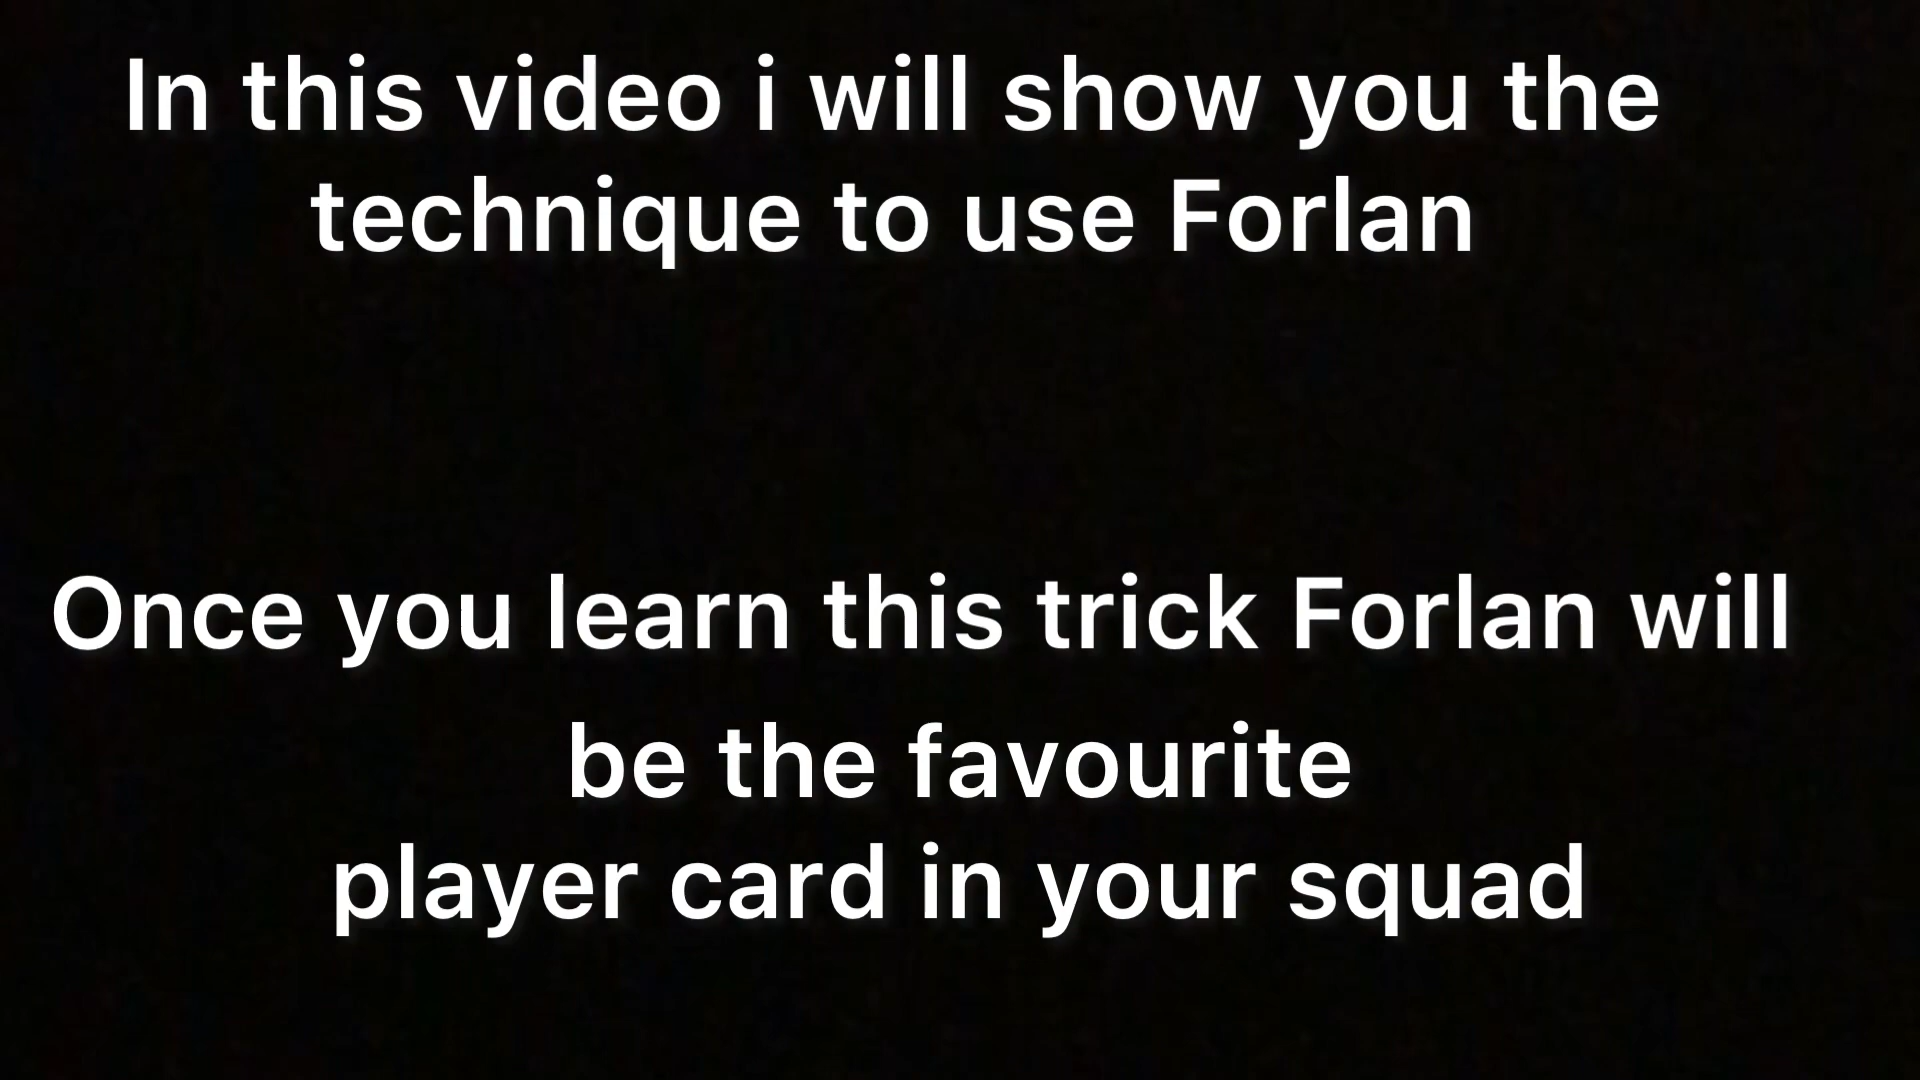 In this video i will show you the
technique to use Forlan
Once you learn this trick Forlan will
be the favourite
player card in your squad